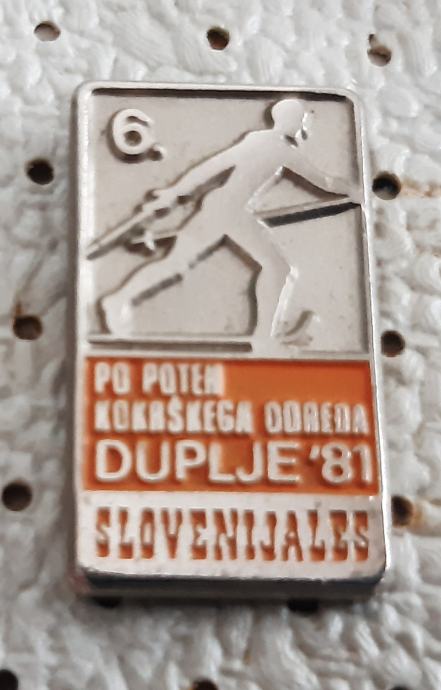 6.
PO POTEH
KOKRŠKEGA ODREDA
DUPLJE '81
SLOVENIJALES